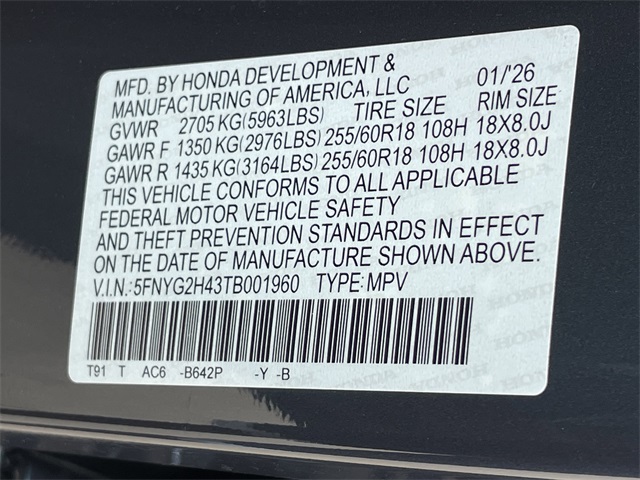 MFD. BY HONDA DEVELOPMENT &
MANUFACTURING OF AMERICA, LLC 01/'26
GVWR 2705 KG(5963LBS) TIRE SIZE RIM SIZE
GAWR F 1350 KG(2976LBS) 255/60R18 108H 18X8.0J
GAWR R 1435 KG(3164LBS) 255/60R18 108H 18X8.0J
THIS VEHICLE CONFORMS TO ALL APPLICABLE
FEDERAL MOTOR VEHICLE SAFETY
AND THEFT PREVENTION STANDARDS IN EFFECT
ON THE DATE OF MANUFACTURE SHOWN ABOVE.
V.I.N.:5FNYG2H43TB001960 TYPE:MPV
T91 T AC6 -B642P -Y -B